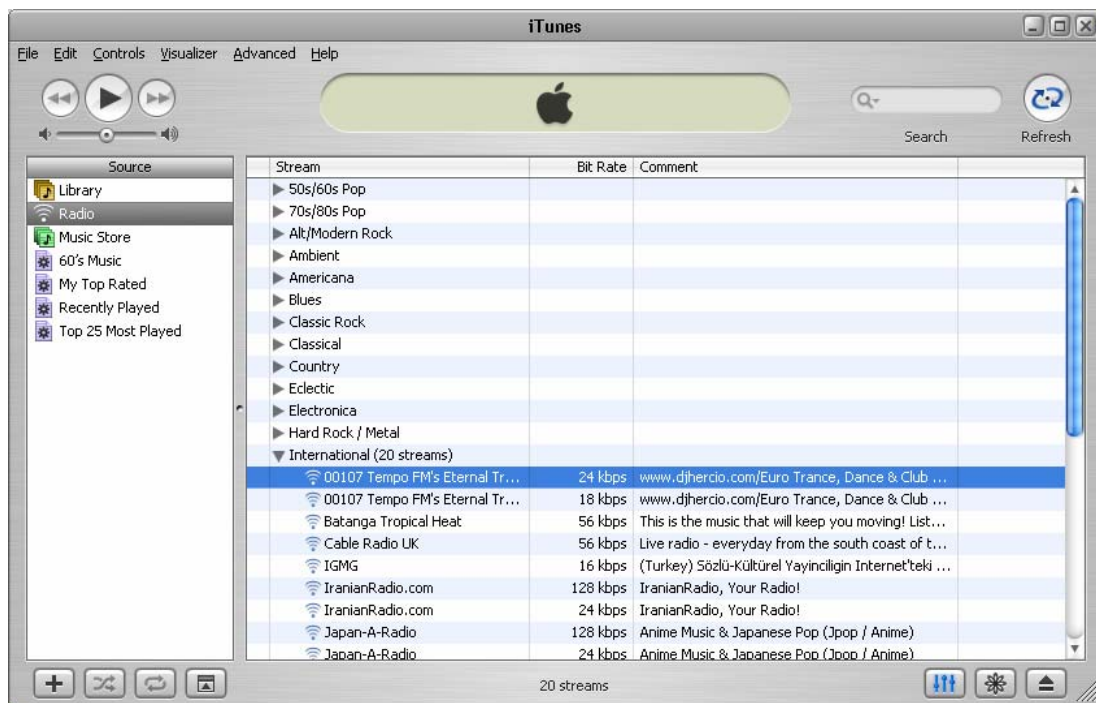 iTunes
File Edit Controls Visualizer Advanced Help
Search
Refresh
Source
Library
Radio
Music Store
60's Music
My Top Rated
Recently Played
Top 25 Most Played
Stream Bit Rate Comment
50s/60s Pop
70s/80s Pop
Alt/Modern Rock
Ambient
Americana
Blues
Classic Rock
Classical
Country
Eclectic
Electronica
Hard Rock / Metal
International (20 streams)
00107 Tempo FM's Eternal Tr... 24 kbps www.djhercio.com/Euro Trance, Dance & Club ...
00107 Tempo FM's Eternal Tr... 18 kbps www.djhercio.com/Euro Trance, Dance & Club ...
Batanga Tropical Heat 56 kbps This is the music that will keep you moving! List...
Cable Radio UK 56 kbps Live radio - everyday from the south coast of t...
IGMG 16 kbps (Turkey) Sözlü-Kültürel Yayinciligin Internet'teki ...
IranianRadio.com 128 kbps IranianRadio, Your Radio!
IranianRadio.com 24 kbps IranianRadio, Your Radio!
Japan-A-Radio 128 kbps Anime Music & Japanese Pop (Jpop / Anime)
Japan-A-Radio 24 kbps Anime Music & Japanese Pop (Jpop / Anime)
20 streams